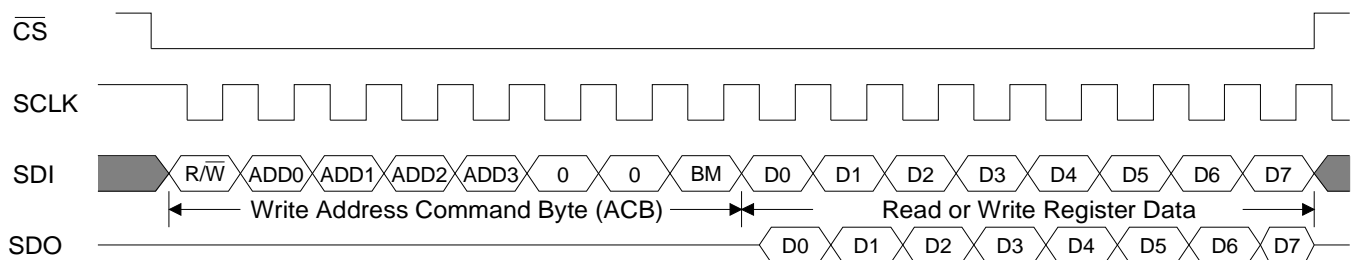 C̅S̅
SCLK
SDI R/W̅ ADD0 ADD1 ADD2 ADD3 0 0 BM D0 D1 D2 D3 D4 D5 D6 D7
Write Address Command Byte (ACB) Read or Write Register Data
SDO D0 D1 D2 D3 D4 D5 D6 D7